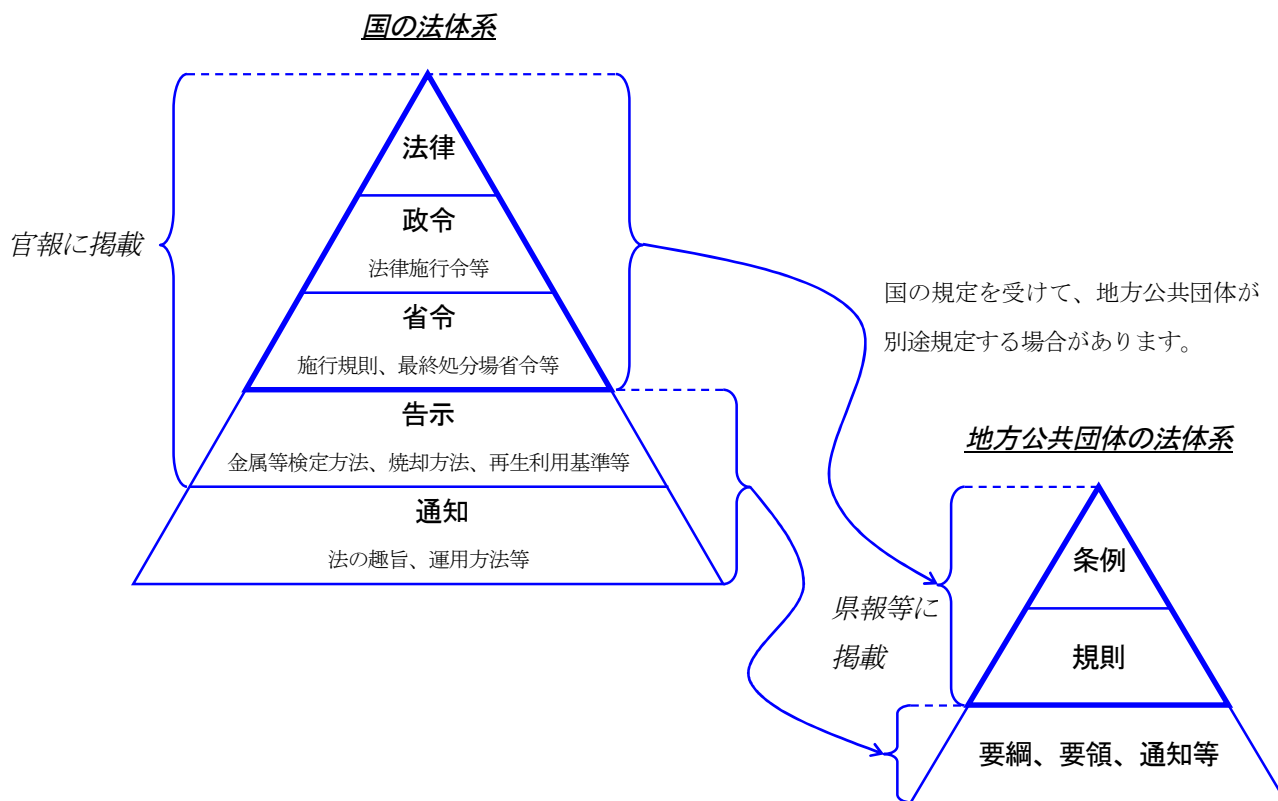 国の法体系
法律
政令
法律施行令等
官報に掲載
省令
施行規則、最終処分場省令等
告示
金属等検定方法、焼却方法、再生利用基準等
通知
法の趣旨、運用方法等
国の規定を受けて、地方公共団体が
別途規定する場合があります。
地方公共団体の法体系
条例
県報等に
掲載
規則
要綱、要領、通知等